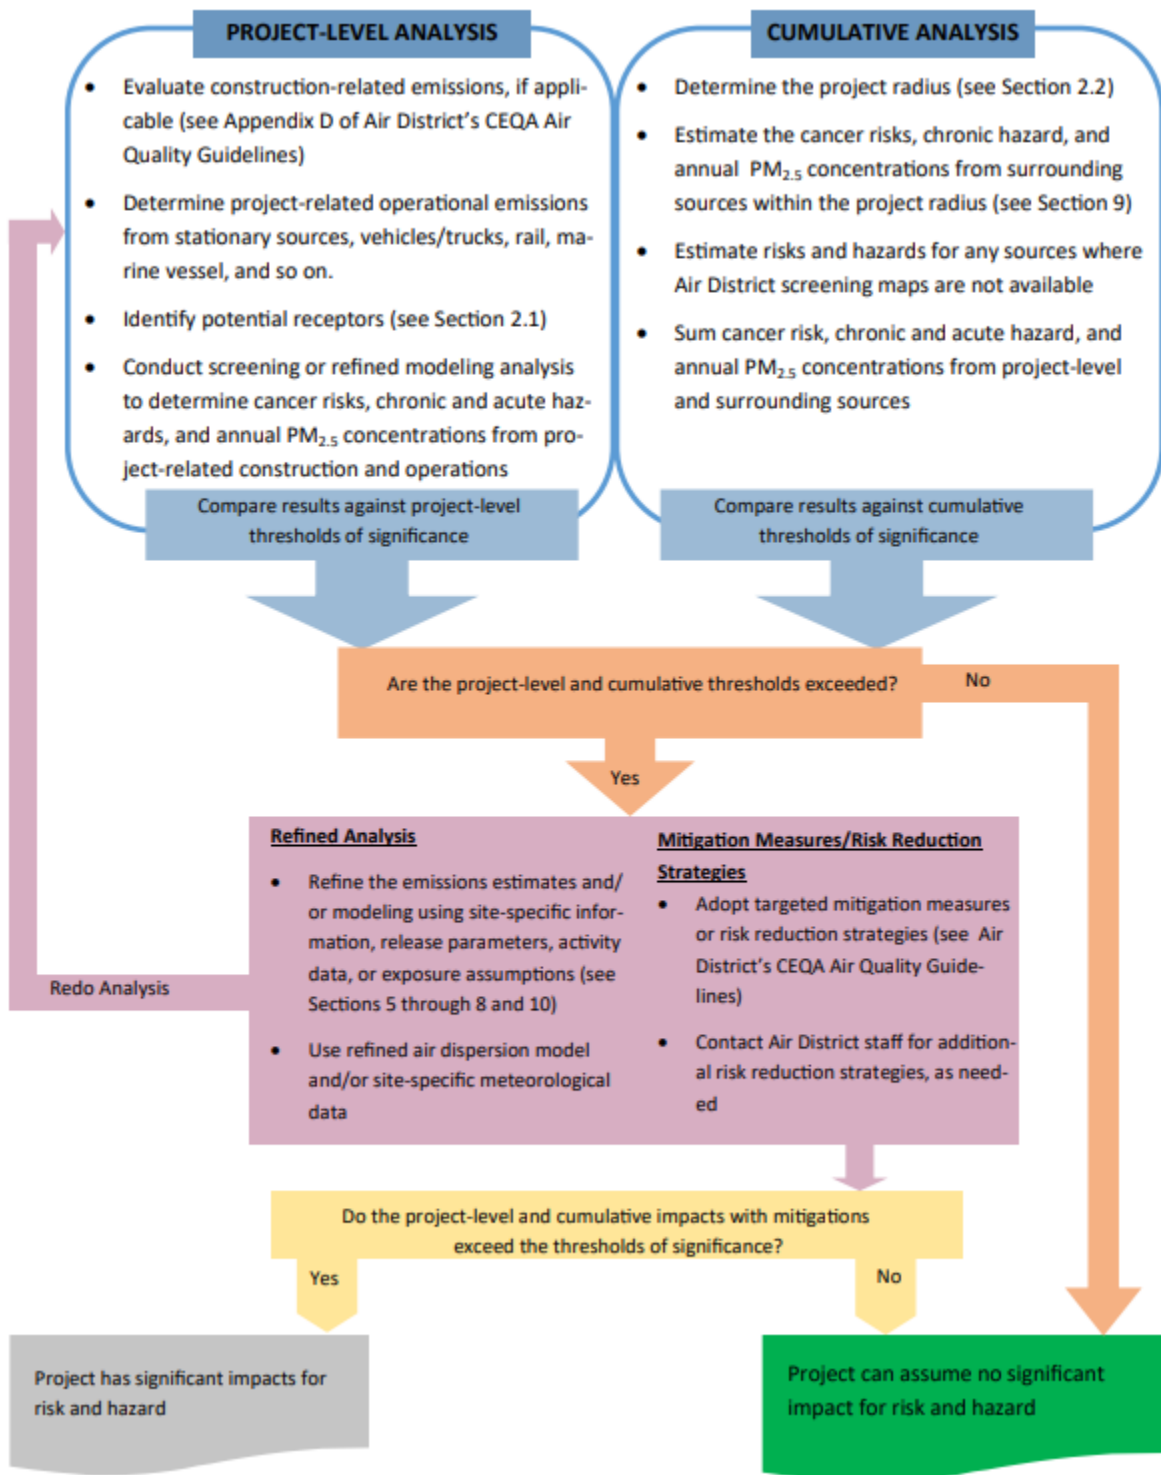 PROJECT-LEVEL ANALYSIS
• Evaluate construction-related emissions, if appli-
cable (see Appendix D of Air District's CEQA Air
Quality Guidelines)
• Determine project-related operational emissions
from stationary sources, vehicles/trucks, rail, ma-
rine vessel, and so on.
• Identify potential receptors (see Section 2.1)
• Conduct screening or refined modeling analysis
to determine cancer risks, chronic and acute haz-
ards, and annual PM2.5 concentrations from pro-
ject-related construction and operations
Compare results against project-level
thresholds of significance
CUMULATIVE ANALYSIS
• Determine the project radius (see Section 2.2)
• Estimate the cancer risks, chronic hazard, and
annual PM2.5 concentrations from surrounding
sources within the project radius (see Section 9)
• Estimate risks and hazards for any sources where
Air District screening maps are not available
• Sum cancer risk, chronic and acute hazard, and
annual PM2.5 concentrations from project-level
and surrounding sources
Compare results against cumulative
thresholds of significance
Are the project-level and cumulative thresholds exceeded?
No
Yes
Refined Analysis
• Refine the emissions estimates and/
or modeling using site-specific infor-
mation, release parameters, activity
data, or exposure assumptions (see
Sections 5 through 8 and 10)
• Use refined air dispersion model
and/or site-specific meteorological
data
Mitigation Measures/Risk Reduction
Strategies
• Adopt targeted mitigation measures
or risk reduction strategies (see Air
District's CEQA Air Quality Guide-
lines)
• Contact Air District staff for addition-
al risk reduction strategies, as need-
ed
Redo Analysis
Do the project-level and cumulative impacts with mitigations
exceed the thresholds of significance?
Yes
No
Project has significant impacts for
risk and hazard
Project can assume no significant
impact for risk and hazard